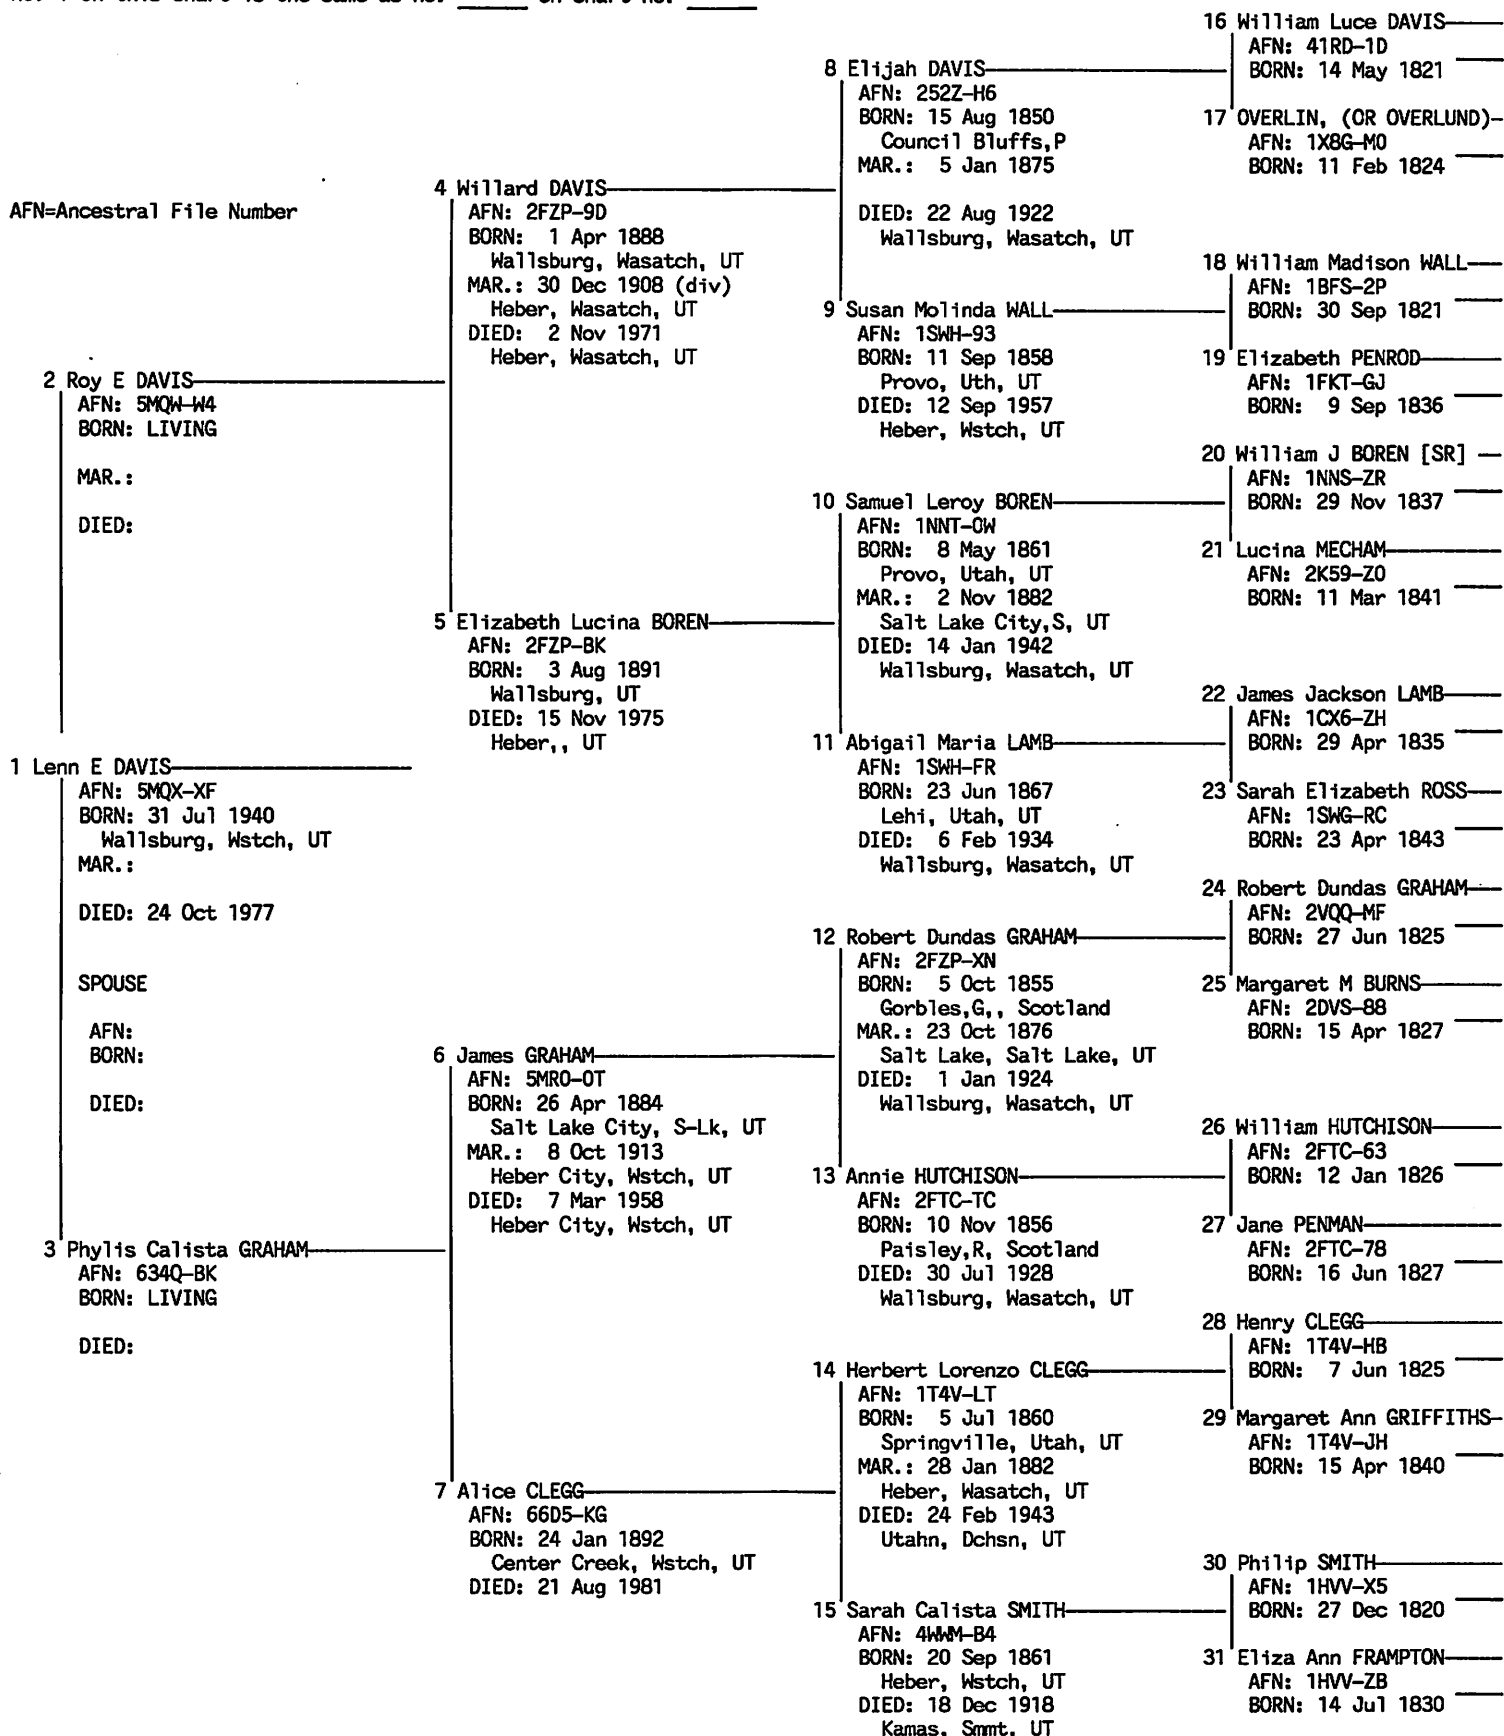 16 William Luce DAVIS
AFN: 41RD-1D
BORN: 14 May 1821
8 Elijah DAVIS
AFN: 252Z-H6
BORN: 15 Aug 1850
Council Bluffs,P
MAR.: 5 Jan 1875
DIED: 22 Aug 1922
Wallsburg, Wasatch, UT
17 OVERLIN, (OR OVERLUND)
AFN: 1X8G-M0
BORN: 11 Feb 1824
4 Willard DAVIS
AFN: 2FZP-9D
BORN: 1 Apr 1888
Wallsburg, Wasatch, UT
MAR.: 30 Dec 1908 (div)
Heber, Wasatch, UT
DIED: 2 Nov 1971
Heber, Wasatch, UT
AFN=Ancestral File Number
18 William Madison WALL
AFN: 1BFS-2P
BORN: 30 Sep 1821
9 Susan Molinda WALL
AFN: 1SWH-93
BORN: 11 Sep 1858
Provo, Uth, UT
DIED: 12 Sep 1957
Heber, Wstch, UT
19 Elizabeth PENROD
AFN: 1FKT-GJ
BORN: 9 Sep 1836
2 Roy E DAVIS
AFN: 5MQW-W4
BORN: LIVING
MAR.:
DIED:
20 William J BOREN [SR]
AFN: 1NNS-ZR
BORN: 29 Nov 1837
10 Samuel Leroy BOREN
AFN: 1NNT-0W
BORN: 8 May 1861
Provo, Utah, UT
MAR.: 2 Nov 1882
Salt Lake City,S, UT
DIED: 14 Jan 1942
Wallsburg, Wasatch, UT
21 Lucina MECHAM
AFN: 2K59-Z0
BORN: 11 Mar 1841
5 Elizabeth Lucina BOREN
AFN: 2FZP-BK
BORN: 3 Aug 1891
Wallsburg, UT
DIED: 15 Nov 1975
Heber,, UT
22 James Jackson LAMB
AFN: 1CX6-ZH
BORN: 29 Apr 1835
11 Abigail Maria LAMB
AFN: 1SWH-FR
BORN: 23 Jun 1867
Lehi, Utah, UT
DIED: 6 Feb 1934
Wallsburg, Wasatch, UT
23 Sarah Elizabeth ROSS
AFN: 1SWG-RC
BORN: 23 Apr 1843
1 Lenn E DAVIS
AFN: 5MQX-XF
BORN: 31 Jul 1940
Wallsburg, Wstch, UT
MAR.:
DIED: 24 Oct 1977
SPOUSE
AFN:
BORN:
DIED:
24 Robert Dundas GRAHAM
AFN: 2VQQ-MF
BORN: 27 Jun 1825
12 Robert Dundas GRAHAM
AFN: 2FZP-XN
BORN: 5 Oct 1855
Gorbles,G,, Scotland
MAR.: 23 Oct 1876
Salt Lake, Salt Lake, UT
DIED: 1 Jan 1924
Wallsburg, Wasatch, UT
25 Margaret M BURNS
AFN: 2DVS-88
BORN: 15 Apr 1827
6 James GRAHAM
AFN: 5MR0-0T
BORN: 26 Apr 1884
Salt Lake City, S-Lk, UT
MAR.: 8 Oct 1913
Heber City, Wstch, UT
DIED: 7 Mar 1958
Heber City, Wstch, UT
26 William HUTCHISON
AFN: 2FTC-63
BORN: 12 Jan 1826
13 Annie HUTCHISON
AFN: 2FTC-TC
BORN: 10 Nov 1856
Paisley,R, Scotland
DIED: 30 Jul 1928
Wallsburg, Wasatch, UT
27 Jane PENMAN
AFN: 2FTC-78
BORN: 16 Jun 1827
3 Phylis Calista GRAHAM
AFN: 634Q-BK
BORN: LIVING
DIED:
28 Henry CLEGG
AFN: 1T4V-HB
BORN: 7 Jun 1825
14 Herbert Lorenzo CLEGG
AFN: 1T4V-LT
BORN: 5 Jul 1860
Springville, Utah, UT
MAR.: 28 Jan 1882
Heber, Wasatch, UT
DIED: 24 Feb 1943
Utahn, Dchsn, UT
29 Margaret Ann GRIFFITHS
AFN: 1T4V-JH
BORN: 15 Apr 1840
7 Alice CLEGG
AFN: 66D5-KG
BORN: 24 Jan 1892
Center Creek, Wstch, UT
DIED: 21 Aug 1981
30 Philip SMITH
AFN: 1HVV-X5
BORN: 27 Dec 1820
15 Sarah Calista SMITH
AFN: 4WWM-B4
BORN: 20 Sep 1861
Heber, Wstch, UT
DIED: 18 Dec 1918
Kamas, Smmt, UT
31 Eliza Ann FRAMPTON
AFN: 1HVV-ZB
BORN: 14 Jul 1830